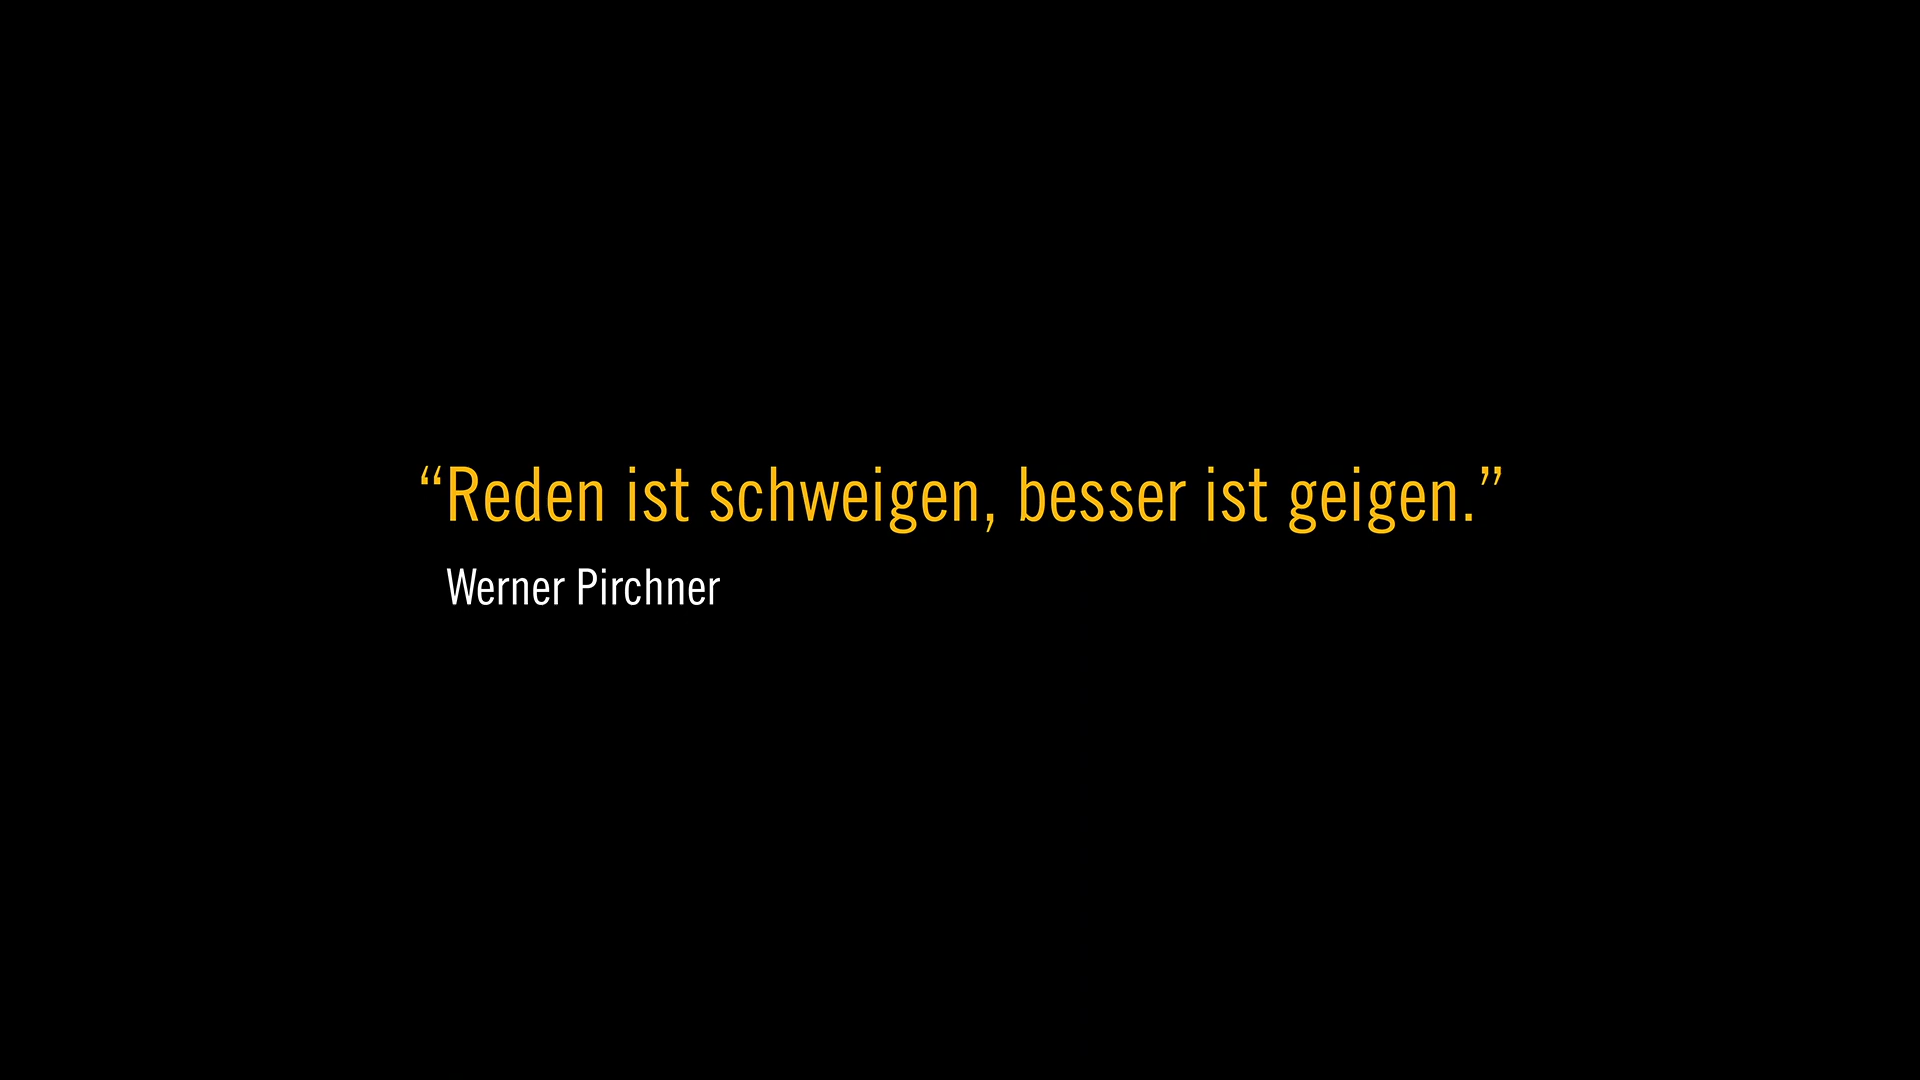 “Reden ist schweigen, besser ist geigen.”
Werner Pirchner